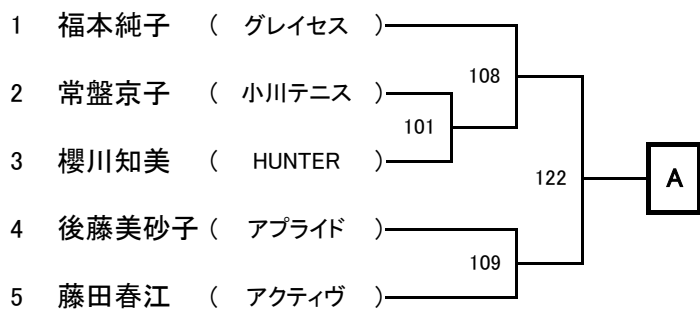 1 福本純子 ( グレイセス )
108
2 常盤京子 ( 小川テニス )
101
3 櫻川知美 ( HUNTER )
122
A
4 後藤美砂子 ( アプライド )
109
5 藤田春江 ( アクティヴ )